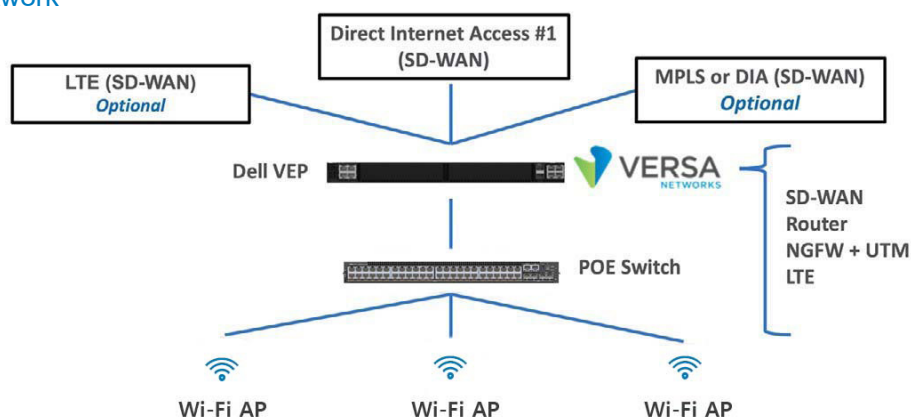 work
Direct Internet Access #1
(SD-WAN)
LTE (SD-WAN)
Optional
MPLS or DIA (SD-WAN)
Optional
Dell VEP
VERSA
NETWORKS
SD-WAN
Router
NGFW + UTM
LTE
POE Switch
Wi-Fi AP
Wi-Fi AP
Wi-Fi AP